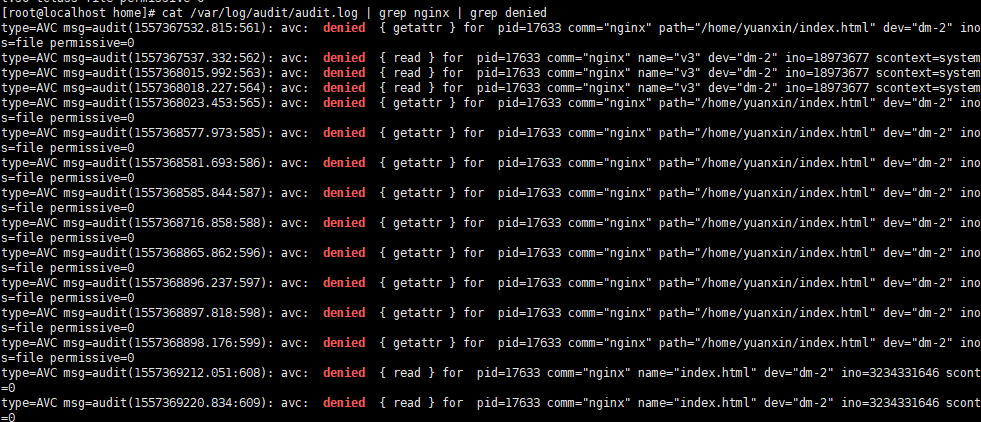 [root@localhost home]# cat /var/log/audit/audit.log | grep nginx | grep denied
type=AVC msg=audit(1557367532.815:561): avc:  denied  { getattr } for  pid=17633 comm="nginx" path="/home/yuanxin/index.html" dev="dm-2" ino
s=file permissive=0
type=AVC msg=audit(1557367537.332:562): avc:  denied  { read } for  pid=17633 comm="nginx" name="v3" dev="dm-2" ino=18973677 scontext=system
type=AVC msg=audit(1557368015.992:563): avc:  denied  { read } for  pid=17633 comm="nginx" name="v3" dev="dm-2" ino=18973677 scontext=system
type=AVC msg=audit(1557368018.227:564): avc:  denied  { read } for  pid=17633 comm="nginx" name="v3" dev="dm-2" ino=18973677 scontext=system
type=AVC msg=audit(1557368023.453:565): avc:  denied  { getattr } for  pid=17633 comm="nginx" path="/home/yuanxin/index.html" dev="dm-2" ino
s=file permissive=0
type=AVC msg=audit(1557368577.973:585): avc:  denied  { getattr } for  pid=17633 comm="nginx" path="/home/yuanxin/index.html" dev="dm-2" ino
s=file permissive=0
type=AVC msg=audit(1557368581.693:586): avc:  denied  { getattr } for  pid=17633 comm="nginx" path="/home/yuanxin/index.html" dev="dm-2" ino
s=file permissive=0
type=AVC msg=audit(1557368585.844:587): avc:  denied  { getattr } for  pid=17633 comm="nginx" path="/home/yuanxin/index.html" dev="dm-2" ino
s=file permissive=0
type=AVC msg=audit(1557368716.858:588): avc:  denied  { getattr } for  pid=17633 comm="nginx" path="/home/yuanxin/index.html" dev="dm-2" ino
s=file permissive=0
type=AVC msg=audit(1557368865.862:596): avc:  denied  { getattr } for  pid=17633 comm="nginx" path="/home/yuanxin/index.html" dev="dm-2" ino
s=file permissive=0
type=AVC msg=audit(1557368896.237:597): avc:  denied  { getattr } for  pid=17633 comm="nginx" path="/home/yuanxin/index.html" dev="dm-2" ino
s=file permissive=0
type=AVC msg=audit(1557368897.818:598): avc:  denied  { getattr } for  pid=17633 comm="nginx" path="/home/yuanxin/index.html" dev="dm-2" ino
s=file permissive=0
type=AVC msg=audit(1557368898.176:599): avc:  denied  { getattr } for  pid=17633 comm="nginx" path="/home/yuanxin/index.html" dev="dm-2" ino
s=file permissive=0
type=AVC msg=audit(1557369212.051:608): avc:  denied  { read } for  pid=17633 comm="nginx" name="index.html" dev="dm-2" ino=3234331646 scont
=0
type=AVC msg=audit(1557369220.834:609): avc:  denied  { read } for  pid=17633 comm="nginx" name="index.html" dev="dm-2" ino=3234331646 scont
=0